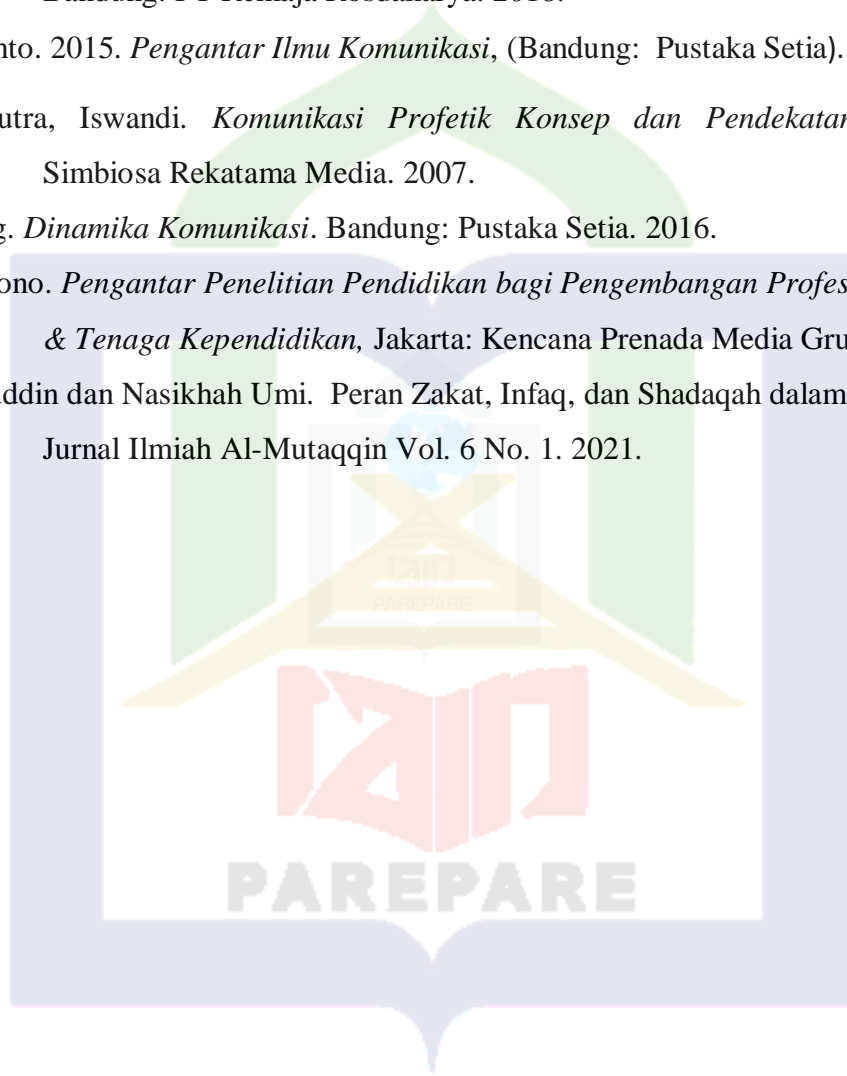 Bandung: PT Remaja Rosdakarya.
nto. 2015. Pengantar Ilmu Komunikasi, (Bandung: Pustaka Setia).
utra, Iswandi. Komunikasi Profetik Konsep dan Pendekatan
Simbiosa Rekatama Media. 2007.
g. Dinamika Komunikasi. Bandung: Pustaka Setia. 2016.
ono. Pengantar Penelitian Pendidikan bagi Pengembangan Profes
& Tenaga Kependidikan, Jakarta: Kencana Prenada Media Gru
ddin dan Nasikhah Umi. Peran Zakat, Infaq, dan Shadaqah dalam
Jurnal Ilmiah Al-Mutaqqin Vol. 6 No. 1. 2021.
IAIN
PAREPARE
IAIN
PAREPARE